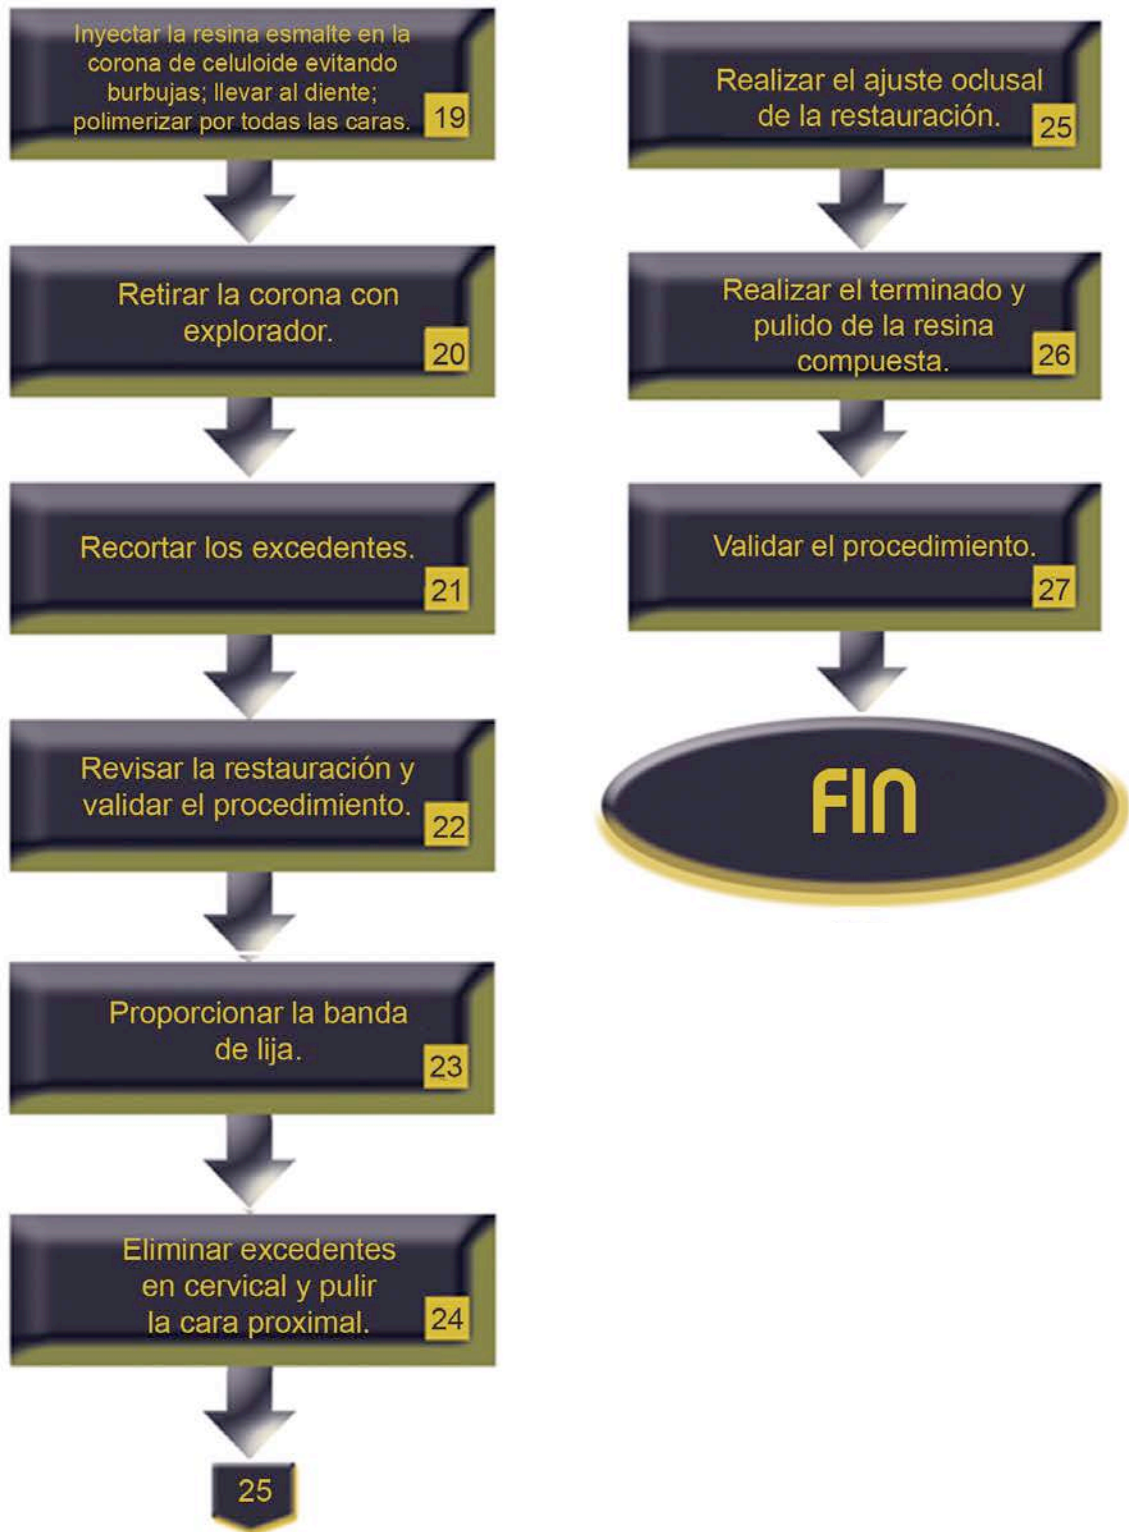 Inyectar la resina esmalte en la
corona de celuloide evitando
burbujas; llevar al diente;
polimerizar por todas las caras.
19
Retirar la corona con
explorador.
20
Recortar los excedentes.
21
Revisar la restauración y
validar el procedimiento.
22
Proporcionar la banda
de lija.
23
Eliminar excedentes
en cervical y pulir
la cara proximal.
24
25
Realizar el ajuste oclusal
de la restauración.
25
Realizar el terminado y
pulido de la resina
compuesta.
26
Validar el procedimiento.
27
FIN